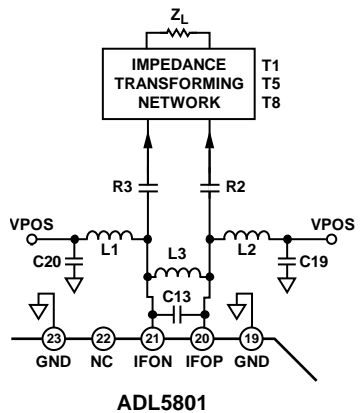 ZL
IMPEDANCE
TRANSFORMING
NETWORK
T1
T5
T8
R3
R2
VPOS
VPOS
L1
L3
L2
C20
C13
C19
23
22
21
20
19
GND
NC
IFON
IFOP
GND
ADL5801